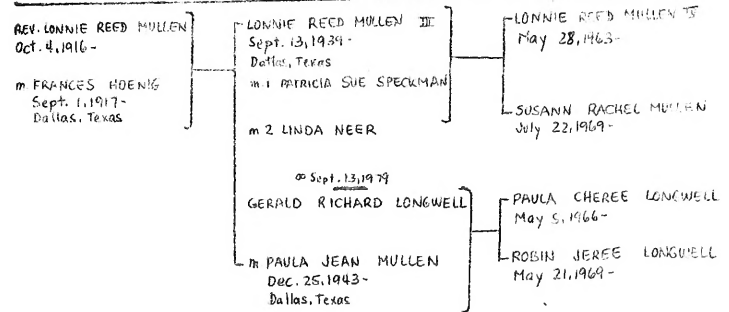 REV. LONNIE REED MULLEN
Oct. 4, 1916-
m FRANCES HOENIG
Sept. 1, 1917-
Dallas, Texas
LONNIE REED MULLEN III
Sept. 13, 1939-
Dallas, Texas
m 1 PATRICIA SUE SPECKMAN
m 2 LINDA NEER
∞ Sept. 13, 1979
GERALD RICHARD LONGWELL
m PAULA JEAN MULLEN
Dec. 25, 1943-
Dallas, Texas
LONNIE REED MULLEN
May 28, 1963-
SUSANN RACHEL MULLEN
July 22, 1969-
PAULA CHEREE LONGWELL
May 5, 1966-
ROBIN JEREE LONGWELL
May 21, 1969-